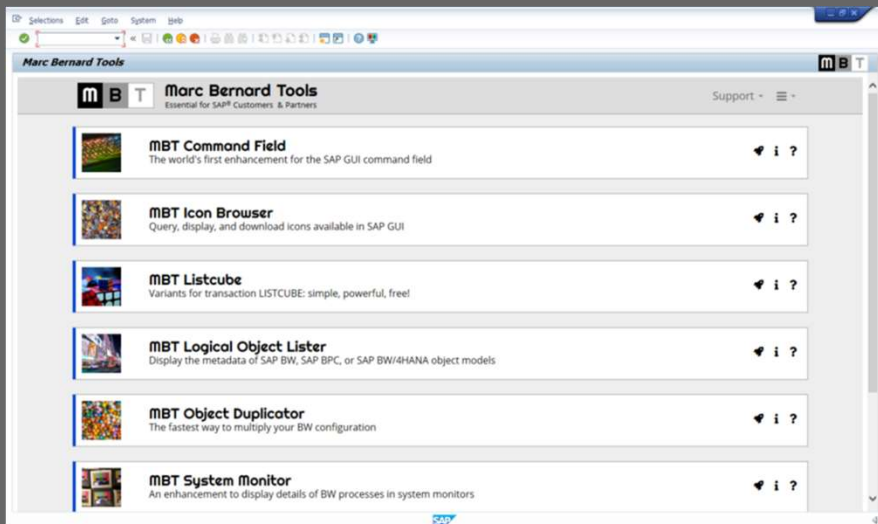 Selections Edit Goto System Help
Marc Bernard Tools
M B T
M B T
Marc Bernard Tools
Essential for SAP® Customers & Partners
Support
MBT Command Field
The world's first enhancement for the SAP GUI command field
i ?
MBT Icon Browser
Query, display, and download icons available in SAP GUI
i ?
MBT Listcube
Variants for transaction LISTCUBE: simple, powerful, free!
i ?
MBT Logical Object Lister
Display the metadata of SAP BW, SAP BPC, or SAP BW/4HANA object models
i ?
MBT Object Duplicator
The fastest way to multiply your BW configuration
i ?
MBT System Monitor
An enhancement to display details of BW processes in system monitors
i ?
SAP